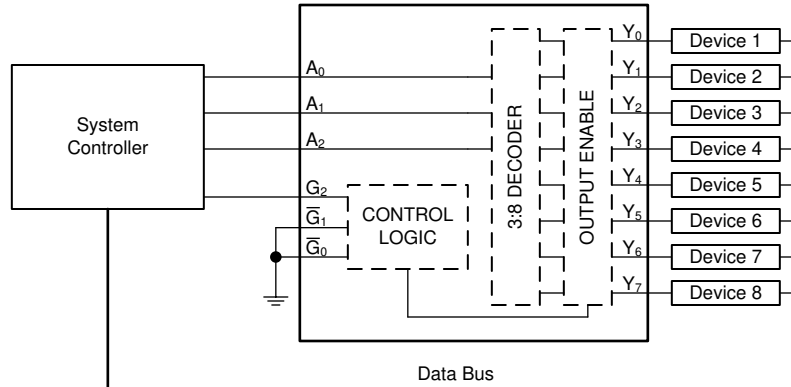 System
Controller
A0
A1
A2
G2
G̅1
G̅0
CONTROL
LOGIC
3:8 DECODER
OUTPUT ENABLE
Y0
Y1
Y2
Y3
Y4
Y5
Y6
Y7
Device 1
Device 2
Device 3
Device 4
Device 5
Device 6
Device 7
Device 8
Data Bus